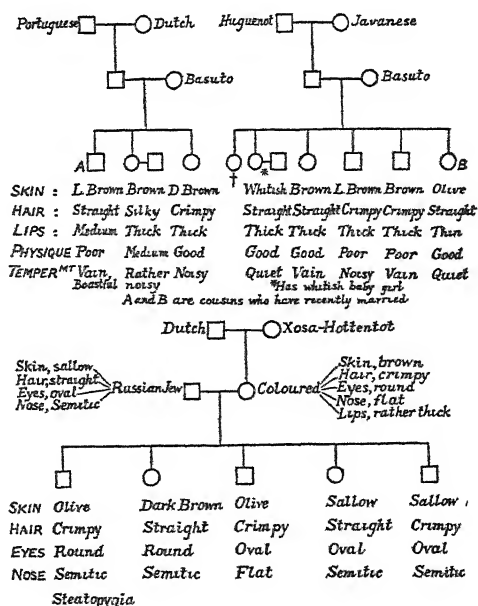 Portuguese Dutch Huguenot Javanese
Basuto Basuto
A B
† *
SKIN : L Brown Brown D Brown Whitish Brown L Brown Brown Olive
HAIR : Straight Silky Crimpy Straight Straight Crimpy Crimpy Straight
LIPS : Medium Thick Thick Thick Thick Thick Thick Thin
PHYSIQUE Poor Medium Good Good Good Poor Poor Good
TEMPERMT Vain, Rather Noisy Quiet Vain Noisy Vain Quiet
Boastful noisy *Has whitish baby girl
A and B are cousins who have recently married
Dutch Xosa-Hottentot
Skin, sallow
Hair, straight
Eyes, oval
Nose, Semitic
Russian Jew Coloured
Skin, brown
Hair, crimpy
Eyes, round
Nose, flat
Lips, rather thick
SKIN Olive Dark Brown Olive Sallow Sallow
HAIR Crimpy Straight Crimpy Straight Crimpy
EYES Round Round Oval Oval Oval
NOSE Semitic Semitic Flat Semitic Semitic
Steatopygia